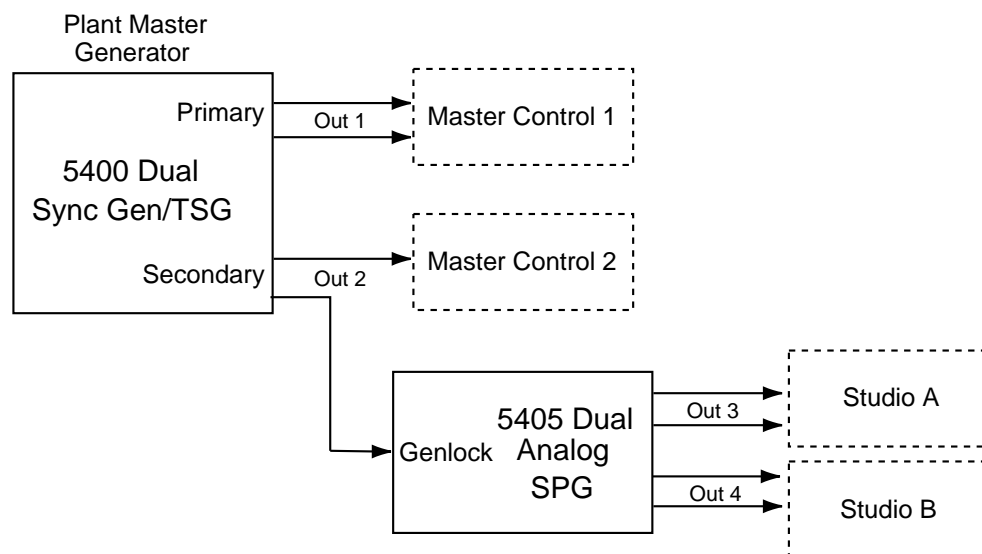 Plant Master
Generator
Primary
Out 1
Master Control 1
5400 Dual
Sync Gen/TSG
Secondary
Out 2
Master Control 2
Genlock
5405 Dual
Analog
SPG
Out 3
Studio A
Out 4
Studio B